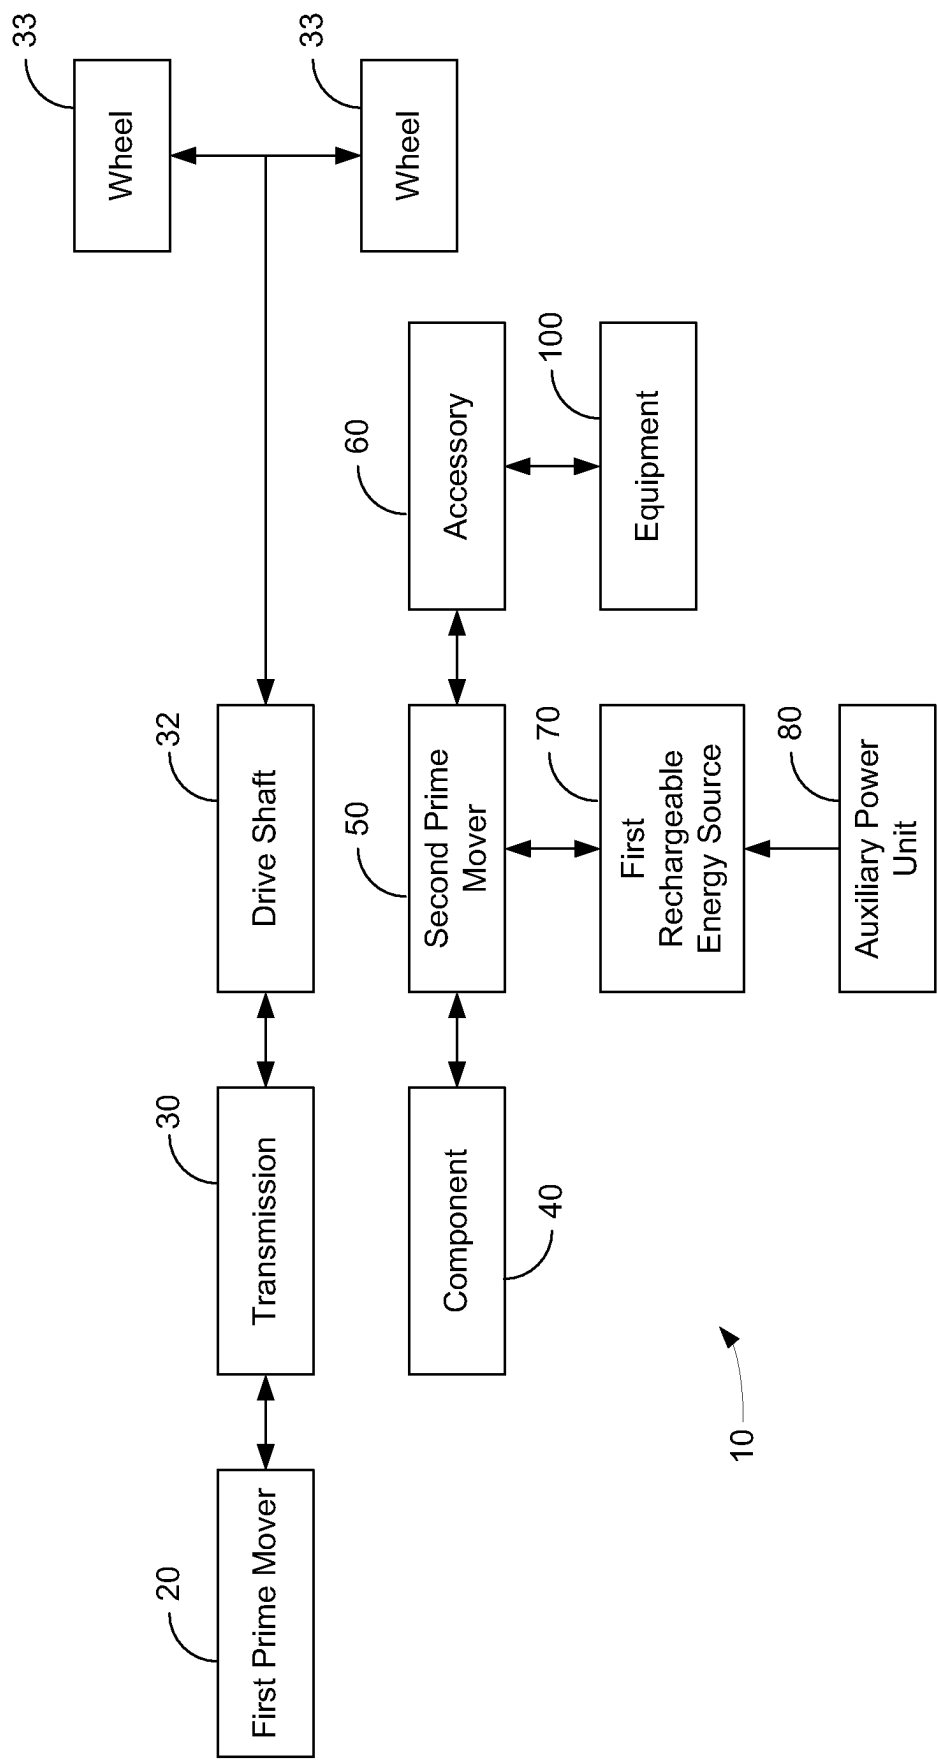 33
Wheel
33
Wheel
20
First Prime Mover
30
Transmission
32
Drive Shaft
40
Component
50
Second Prime
Mover
60
Accessory
70
First
Rechargeable
Energy Source
100
Equipment
80
Auxiliary Power
Unit
10